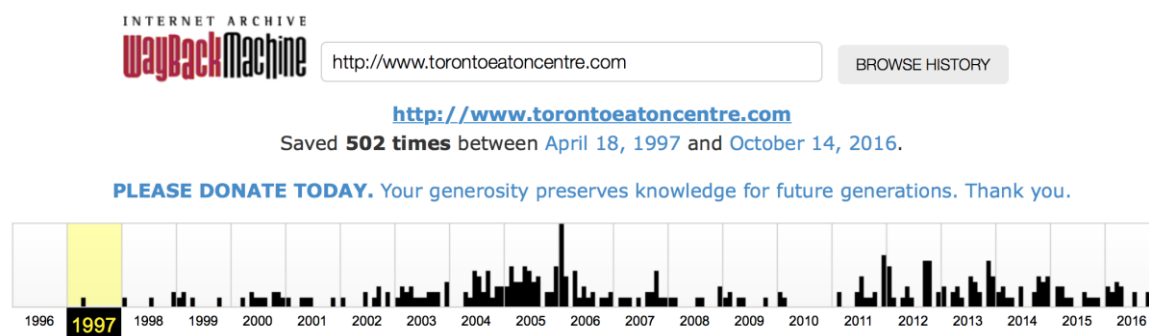 INTERNET ARCHIVE
WayBackMachine
http://www.torontoeatoncentre.com
BROWSE HISTORY
http://www.torontoeatoncentre.com
Saved 502 times between April 18, 1997 and October 14, 2016.
PLEASE DONATE TODAY. Your generosity preserves knowledge for future generations. Thank you.
1996 1997 1998 1999 2000 2001 2002 2003 2004 2005 2006 2007 2008 2009 2010 2011 2012 2013 2014 2015 2016